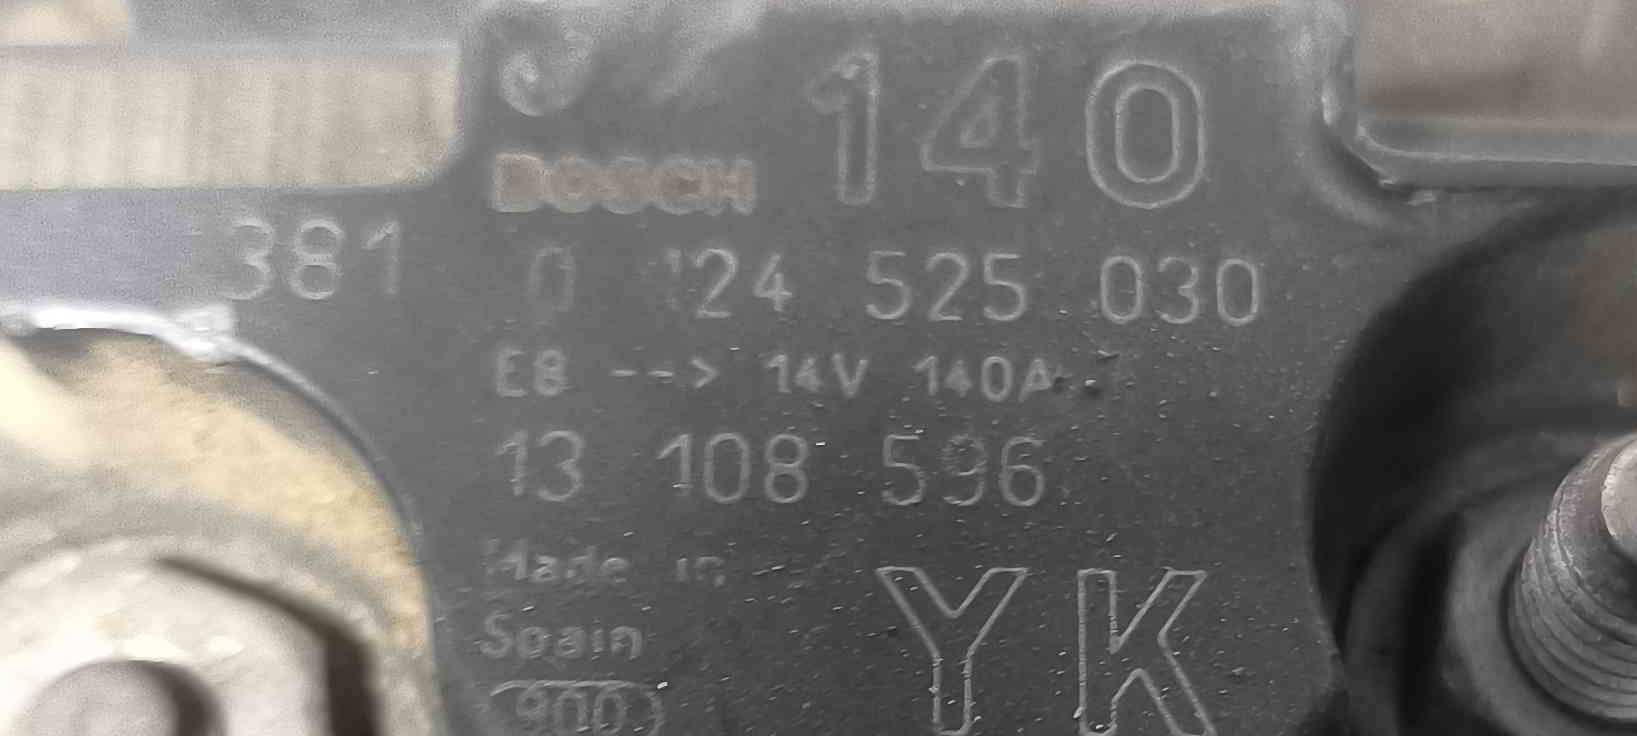 140
BOSCH
381
0 124 525 030
E8 --> 14V 140A
13 108 596
Made in
Spain
YK
900